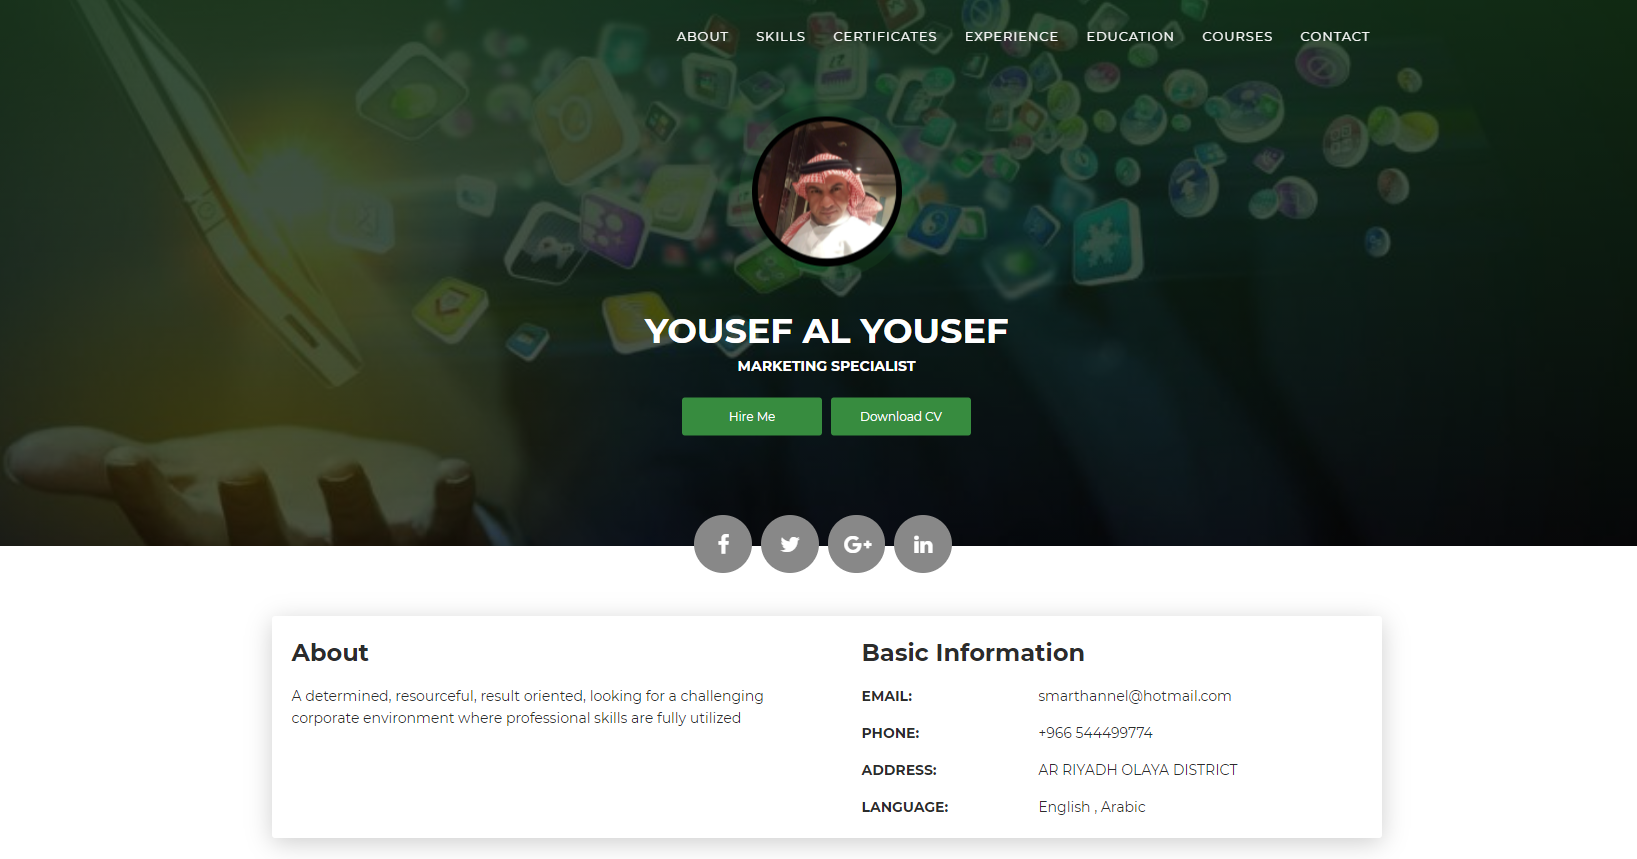 ABOUT SKILLS CERTIFICATES EXPERIENCE EDUCATION COURSES CONTACT
YOUSEF AL YOUSEF
MARKETING SPECIALIST
Hire Me Download CV
About
A determined, resourceful, result oriented, looking for a challenging
corporate environment where professional skills are fully utilized
Basic Information
EMAIL: smarthannel@hotmail.com
PHONE: +966 544499774
ADDRESS: AR RIYADH OLAYA DISTRICT
LANGUAGE: English , Arabic